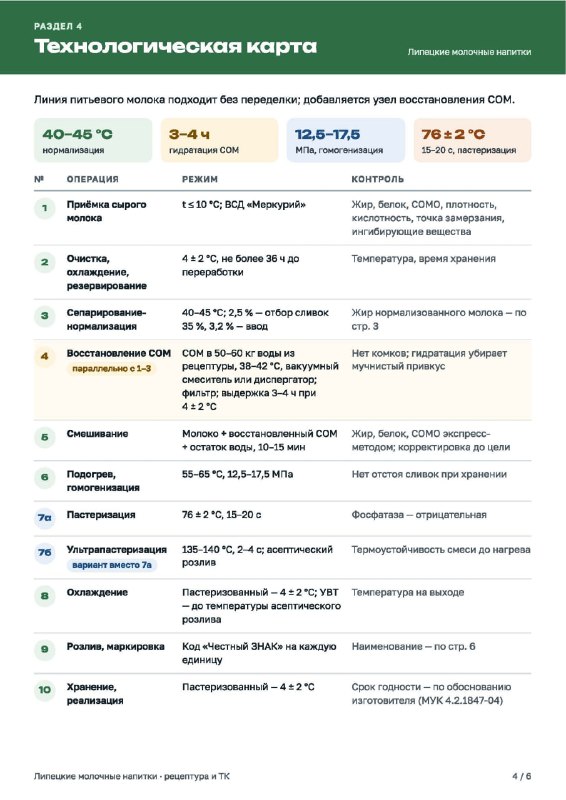 РАЗДЕЛ 4
Технологическая карта
Липецкие молочные напитки
Линия питьевого молока подходит без переделки; добавляется узел восстановления СОМ.
40–45 °C
нормализация
3–4 ч
гидратация СОМ
12,5–17,5
МПа, гомогенизация
76 ± 2 °C
15–20 с, пастеризация
№ ОПЕРАЦИЯ РЕЖИМ КОНТРОЛЬ
1
Приёмка сырого
молока
t ≤ 10 °C; ВСД «Меркурий»
Жир, белок, СОМО, плотность,
кислотность, точка замерзания,
ингибирующие вещества
2
Очистка,
охлаждение,
резервирование
4 ± 2 °C, не более 36 ч до
переработки
Температура, время хранения
3
Сепарирование-
нормализация
40–45 °C; 2,5 % — отбор сливок
35 %, 3,2 % — ввод
Жир нормализованного молока — по
стр. 3
4
Восстановление СОМ
параллельно с 1–3
СОМ в 50–60 кг воды из
рецептуры, 38–42 °C, вакуумный
смеситель или диспергатор;
фильтр; выдержка 3–4 ч при
4 ± 2 °C
Нет комков; гидратация убирает
мучнистый привкус
5
Смешивание
Молоко + восстановленный СОМ
+ остаток воды, 10–15 мин
Жир, белок, СОМО экспресс-
методом; корректировка до цели
6
Подогрев,
гомогенизация
55–65 °C, 12,5–17,5 МПа
Нет отстоя сливок при хранении
7а
Пастеризация
76 ± 2 °C, 15–20 с
Фосфатаза — отрицательная
7б
Ультрапастеризация
вариант вместо 7а
135–140 °C, 2–4 с; асептический
розлив
Термоустойчивость смеси до нагрева
8
Охлаждение
Пастеризованный — 4 ± 2 °C; УВТ
— до температуры асептического
розлива
Температура на выходе
9
Розлив, маркировка
Код «Честный ЗНАК» на каждую
единицу
Наименование — по стр. 6
10
Хранение,
реализация
Пастеризованный — 4 ± 2 °C
Срок годности — по обоснованию
изготовителя (МУК 4.2.1847-04)
Липецкие молочные напитки · рецептура и ТК
4 / 6